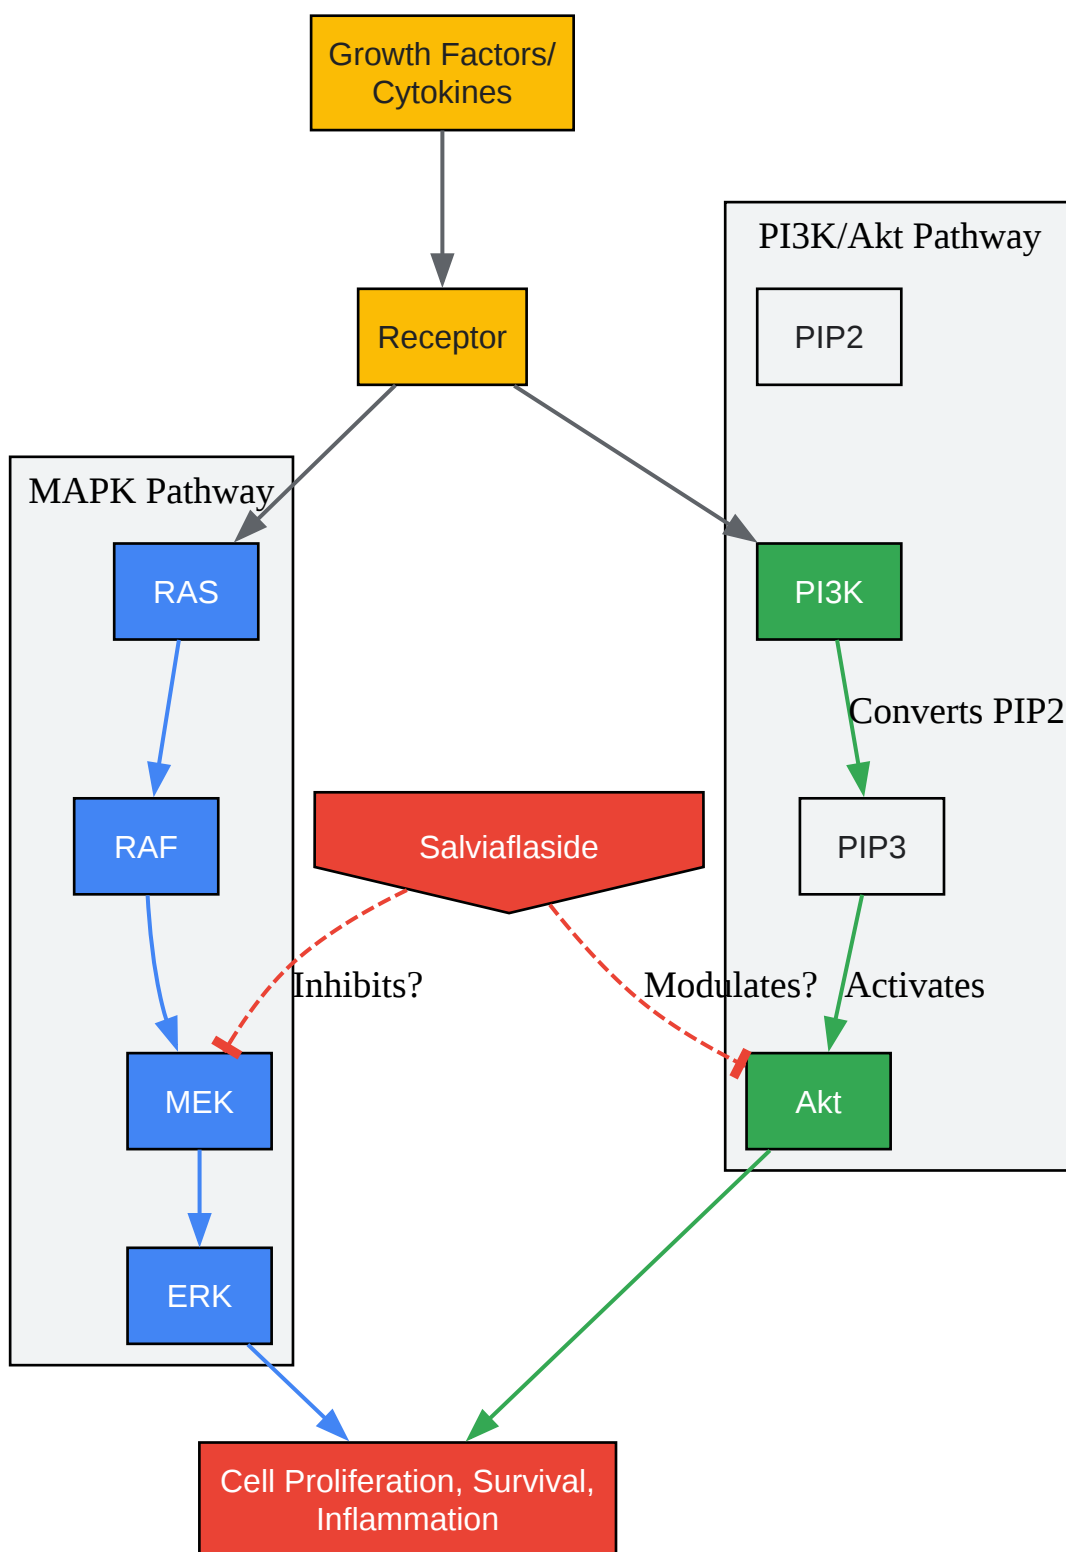 Growth Factors/
Cytokines
PI3K/Akt Pathway
Receptor
PIP2
MAPK Pathway
RAS
PI3K
Converts PIP2
RAF
Salviaflaside
PIP3
Inhibits?
Modulates?
Activates
MEK
Akt
ERK
Cell Proliferation, Survival,
Inflammation